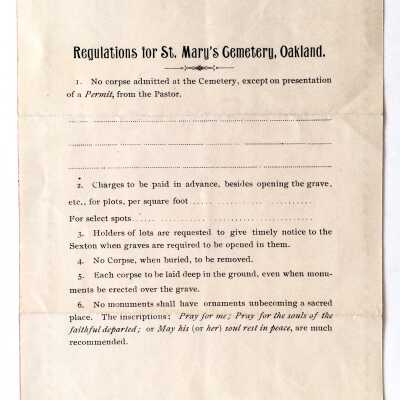 Regulations for St. Mary's Cemetery, Oakland.
1. No corpse admitted at the Cemetery, except on presentation
of a Permit, from the Pastor.
2. Charges to be paid in advance, besides opening the grave,
etc., for plots, per square foot
For select spots
3. Holders of lots are requested to give timely notice to the
Sexton when graves are required to be opened in them.
4. No Corpse, when buried, to be removed.
5. Each corpse to be laid deep in the ground, even when monu-
ments be erected over the grave.
6. No monuments shall have ornaments unbecoming a sacred
place. The inscriptions; Pray for me; Pray for the souls of the
faithful departed; or May his (or her) soul rest in peace, are much
recommended.